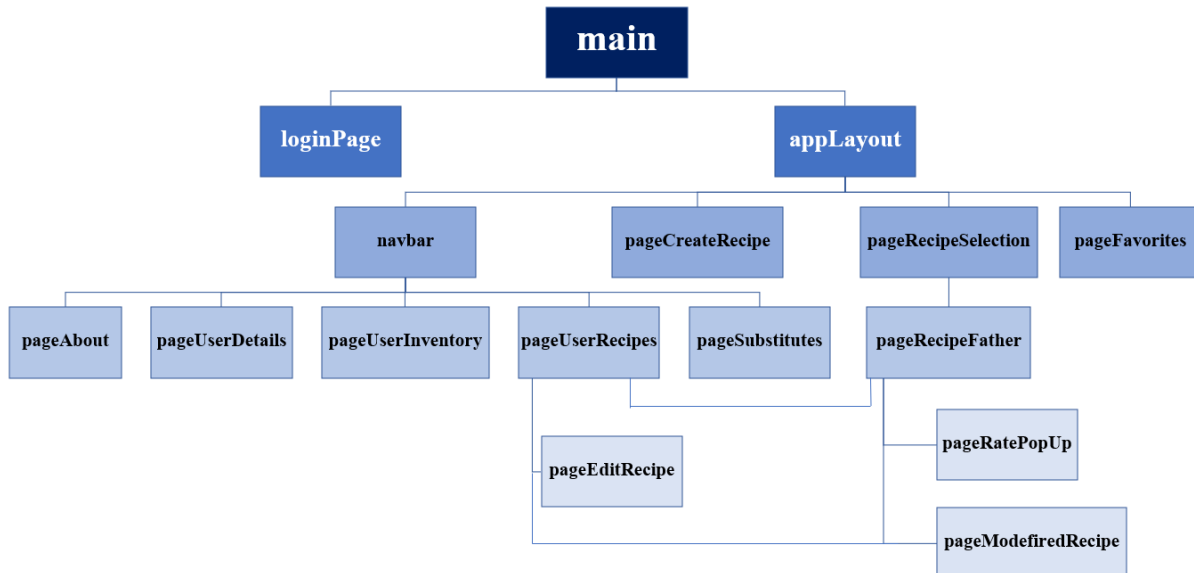 main
loginPage
appLayout
navbar
pageCreateRecipe
pageRecipeSelection
pageFavorites
pageAbout
pageUserDetails
pageUserInventory
pageUserRecipes
pageSubstitutes
pageRecipeFather
pageRatePopUp
pageEditRecipe
pageModefiredRecipe